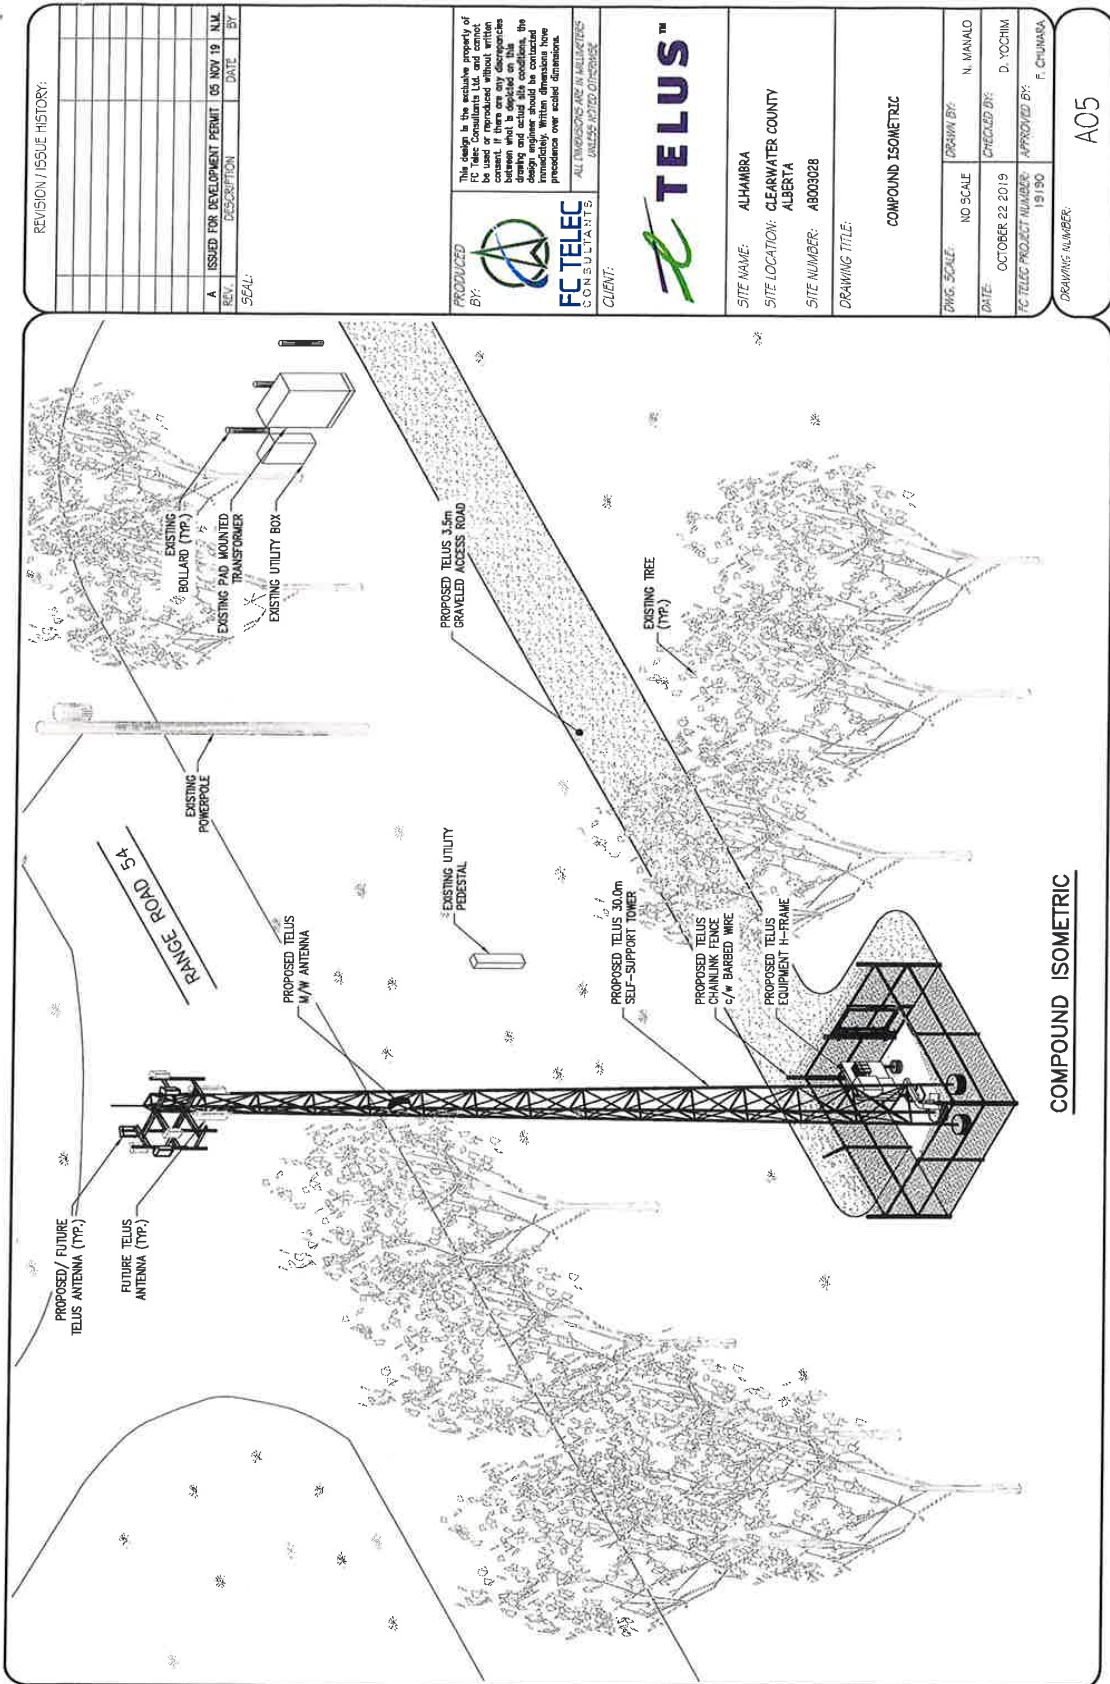 REVISION / ISSUE HISTORY:
A ISSUED FOR DEVELOPMENT PERMIT 05 NOV 19 N.M.
REV. DESCRIPTION DATE BY
SEAL:
PRODUCED
BY:
FC TELEC
CONSULTANTS
This design is the exclusive property of
FC Telec Consultants Ltd. and cannot
be used or reproduced without written
consent. If there are any discrepancies
between what is depicted on this
drawing and actual site conditions, the
design engineer should be contacted
immediately. Written dimensions have
precedence over scaled dimensions.
ALL DIMENSIONS ARE IN MILLIMETERS
UNLESS NOTED OTHERWISE
CLIENT:
TELUS™
SITE NAME: ALHAMBRA
SITE LOCATION: CLEARWATER COUNTY
ALBERTA
SITE NUMBER: AB003028
DRAWING TITLE:
COMPOUND ISOMETRIC
DWG. SCALE: NO SCALE
DRAWN BY: N. MANALO
DATE: OCTOBER 22 2019
CHECKED BY: D. YOCHIM
FC TELEC PROJECT NUMBER: 19190
APPROVED BY: F. CHUNARA
DRAWING NUMBER:
A05
PROPOSED/ FUTURE
TELUS ANTENNA (TYP.)
FUTURE TELUS
ANTENNA (TYP.)
RANGE ROAD 54
PROPOSED TELUS
M/W ANTENNA
EXISTING
POWERPOLE
EXISTING
BOLLARD (TYP.)
EXISTING PAD MOUNTED
TRANSFORMER
EXISTING UTILITY BOX
EXISTING UTILITY
PEDESTAL
PROPOSED TELUS 3.5m
GRAVELED ACCESS ROAD
EXISTING TREE
(TYP.)
PROPOSED TELUS 30.0m
SELF-SUPPORT TOWER
PROPOSED TELUS
CHAINLINK FENCE
c/w BARBED WIRE
PROPOSED TELUS
EQUIPMENT H-FRAME
COMPOUND ISOMETRIC